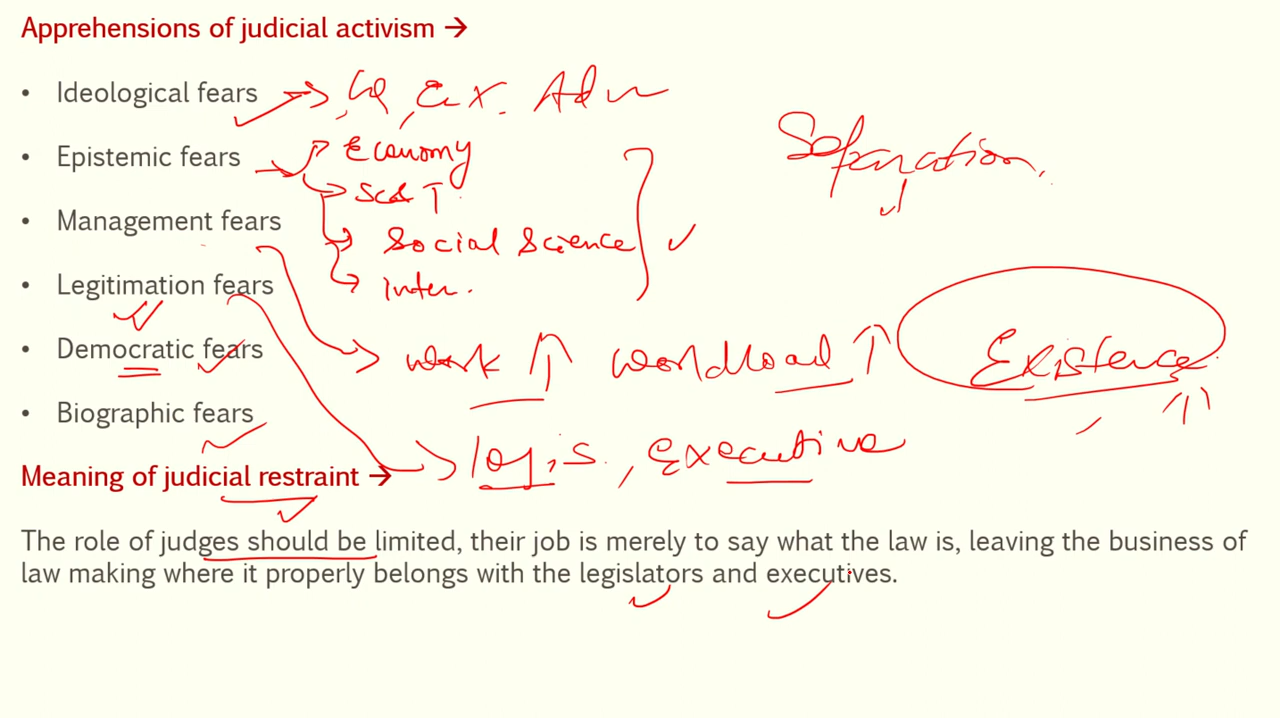 Apprehensions of judicial activism →
• Ideological fears → Ex. Adm
Separation.
• Epistemic fears → Economy
Sc & T
• Management fears
Social Science
• Legitimation fears
inter.
• Democratic fears
work ↑ workload ↑
Existence
• Biographic fears
legis., Executive
Meaning of judicial restraint →
The role of judges should be limited, their job is merely to say what the law is, leaving the business of
law making where it properly belongs with the legislators and executives.